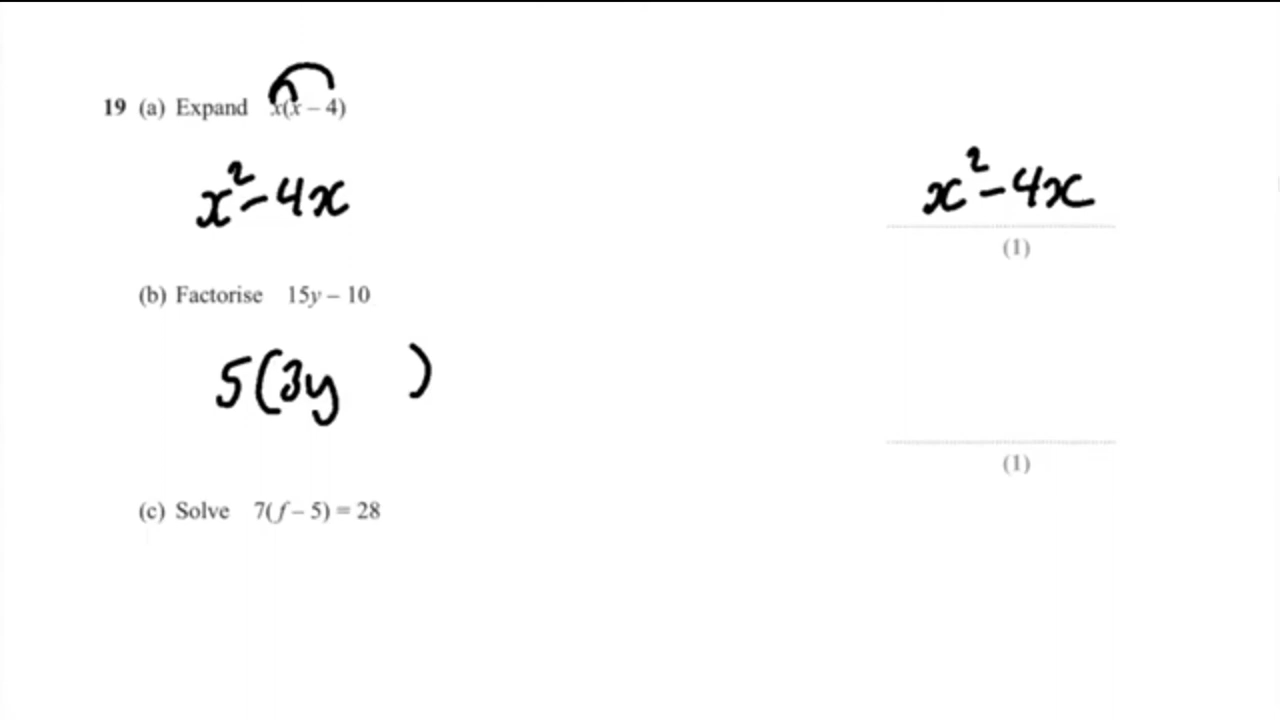 19 (a) Expand x(x – 4)
x² – 4x
x² – 4x
(1)
(b) Factorise 15y – 10
5(3y )
(1)
(c) Solve 7(f – 5) = 28